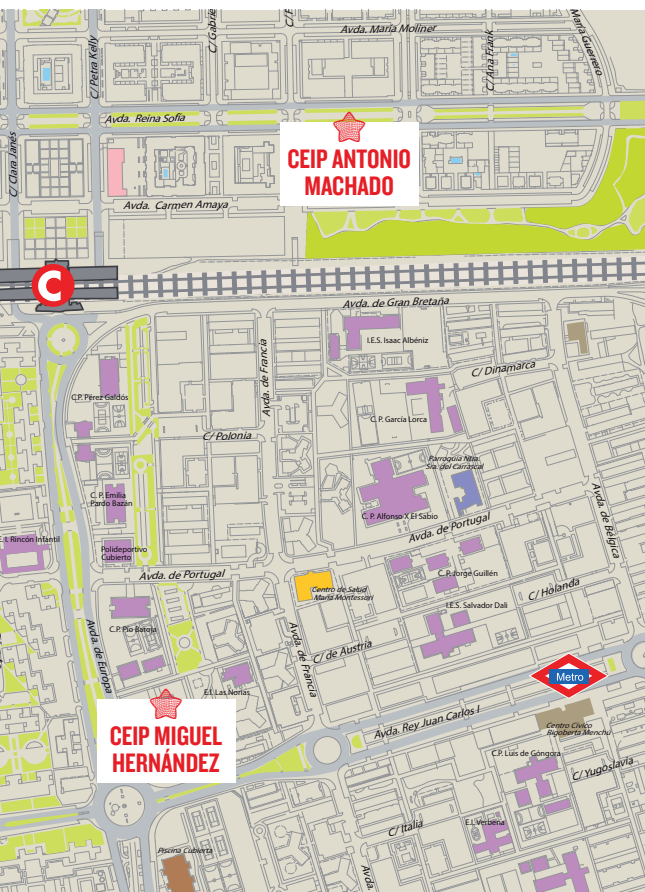 Avda. María Moliner
C/ Gabrie
C/ F
C/ Ana Frank
María Guerrero
C/ Petra Kelly
C/ Clara Janes
Avda. Reina Sofía
CEIP ANTONIO
MACHADO
Avda. Carmen Amaya
C
Avda. de Gran Bretaña
I.E.S. Isaac Albéniz
Avda. de Francia
C/ Dinamarca
C.P. Pérez Galdós
C. P. García Lorca
C/ Polonia
Parroquia Ntra.
Sra. del Carrascal
C. P. Emilia
Pardo Bazán
C. P. Alfonso X El Sabio
Avda. de Portugal
Avda. de Bélgica
E.I. Rincón Infantil
Polideportivo
Cubierto
Avda. de Portugal
C. P. Jorge Guillén
Centro de Salud
María Montessori
C/ Holanda
I.E.S. Salvador Dalí
C.P. Pío Baroja
Avda. de Europa
Avda. de Francia
C/ de Austria
Metro
E.I. Las Norias
CEIP MIGUEL
HERNÁNDEZ
Avda. Rey Juan Carlos I
Centro Cívico
Rigoberta Menchú
C.P. Luis de Góngora
C/ Yugoslavia
C/ Italia
E.I. Verbena
Piscina Cubierta
Avda.